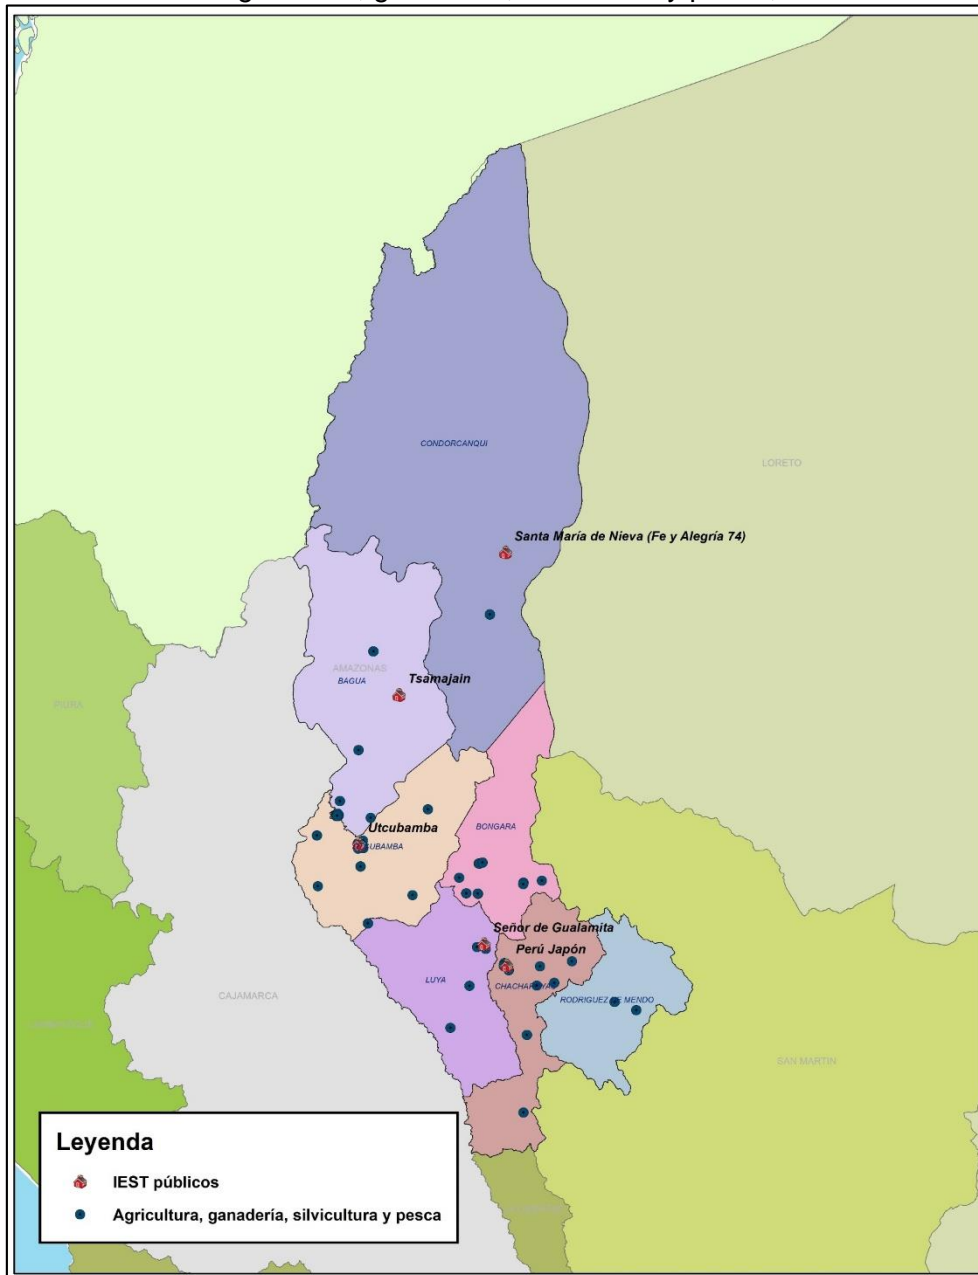 CONDORCANQUI
LORETO
Santa María de Nieva (Fe y Alegría 74)
AMAZONAS
BAGUA
Tsamajain
PIURA
Utcubamba
BONGARA
Señor de Gualamita
Perú Japón
LUYA
RODRIGUEZ DE MENDO
CAJAMARCA
SAN MARTIN
Leyenda
IEST públicos
Agricultura, ganadería, silvicultura y pesca